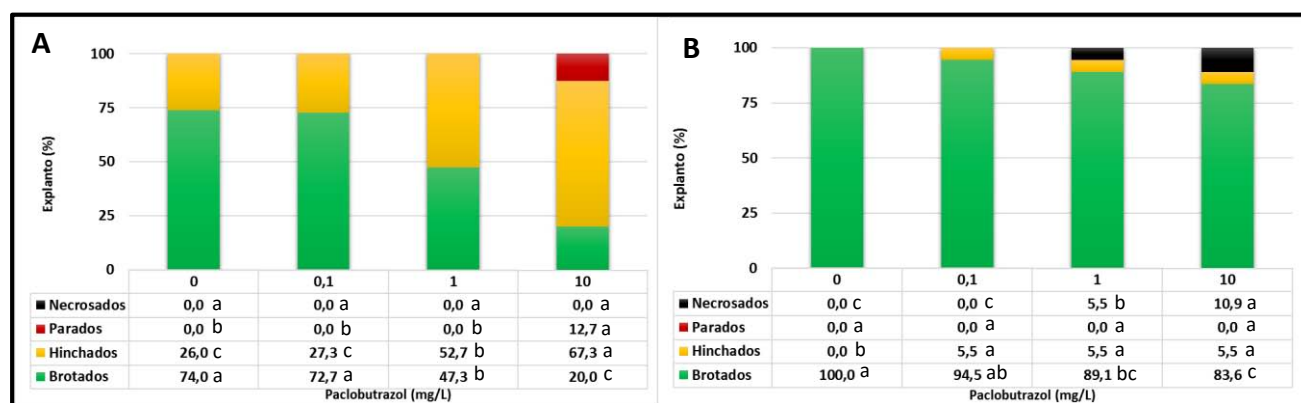 A
100
75
50
25
0
Explanto (%)
0 0,1 1 10
Necrosados 0,0 a 0,0 a 0,0 a 0,0 a
Parados 0,0 b 0,0 b 0,0 b 12,7 a
Hinchados 26,0 c 27,3 c 52,7 b 67,3 a
Brotados 74,0 a 72,7 a 47,3 b 20,0 c
Paclobutrazol (mg/L)
B
100
75
50
25
0
Explanto (%)
0 0,1 1 10
Necrosados 0,0 c 0,0 c 5,5 b 10,9 a
Parados 0,0 a 0,0 a 0,0 a 0,0 a
Hinchados 0,0 b 5,5 a 5,5 a 5,5 a
Brotados 100,0 a 94,5 ab 89,1 bc 83,6 c
Paclobutrazol (mg/L)